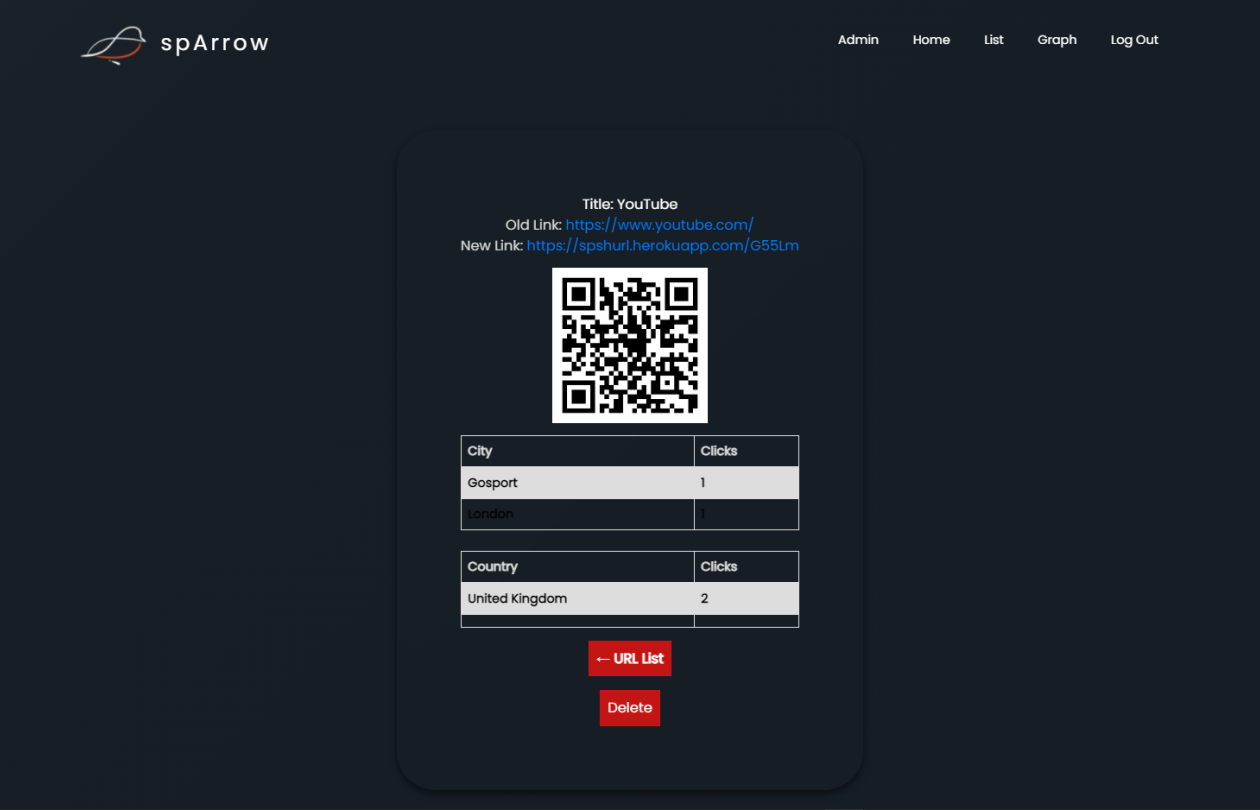 spArrow
Admin Home List Graph Log Out
Title: YouTube
Old Link: https://www.youtube.com/
New Link: https://spshurl.herokuapp.com/G55Lm
City Clicks
Gosport 1
London 1
Country Clicks
United Kingdom 2
← URL List
Delete